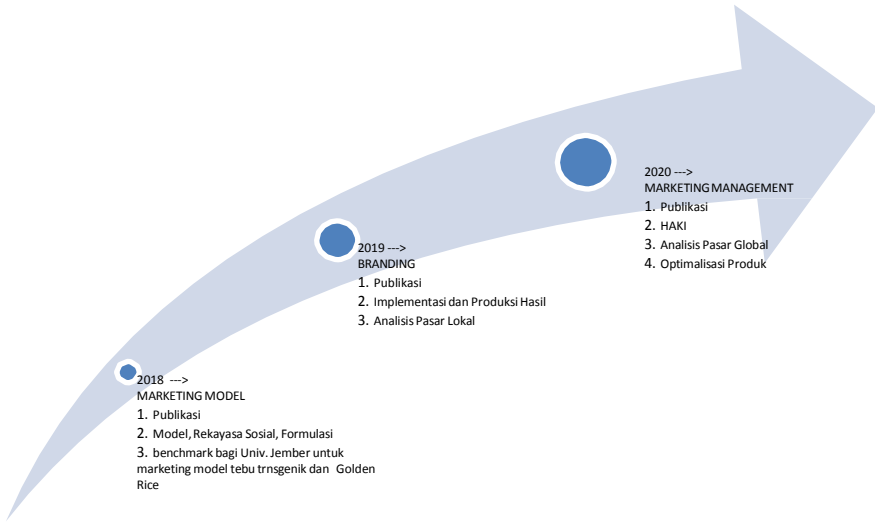 2018 --->
MARKETING MODEL
1. Publikasi
2. Model, Rekayasa Sosial, Formulasi
3. benchmark bagi Univ. Jember untuk
marketing model tebu trnsgenik dan Golden
Rice
2019 --->
BRANDING
1. Publikasi
2. Implementasi dan Produksi Hasil
3. Analisis Pasar Lokal
2020 --->
MARKETING MANAGEMENT
1. Publikasi
2. HAKI
3. Analisis Pasar Global
4. Optimalisasi Produk